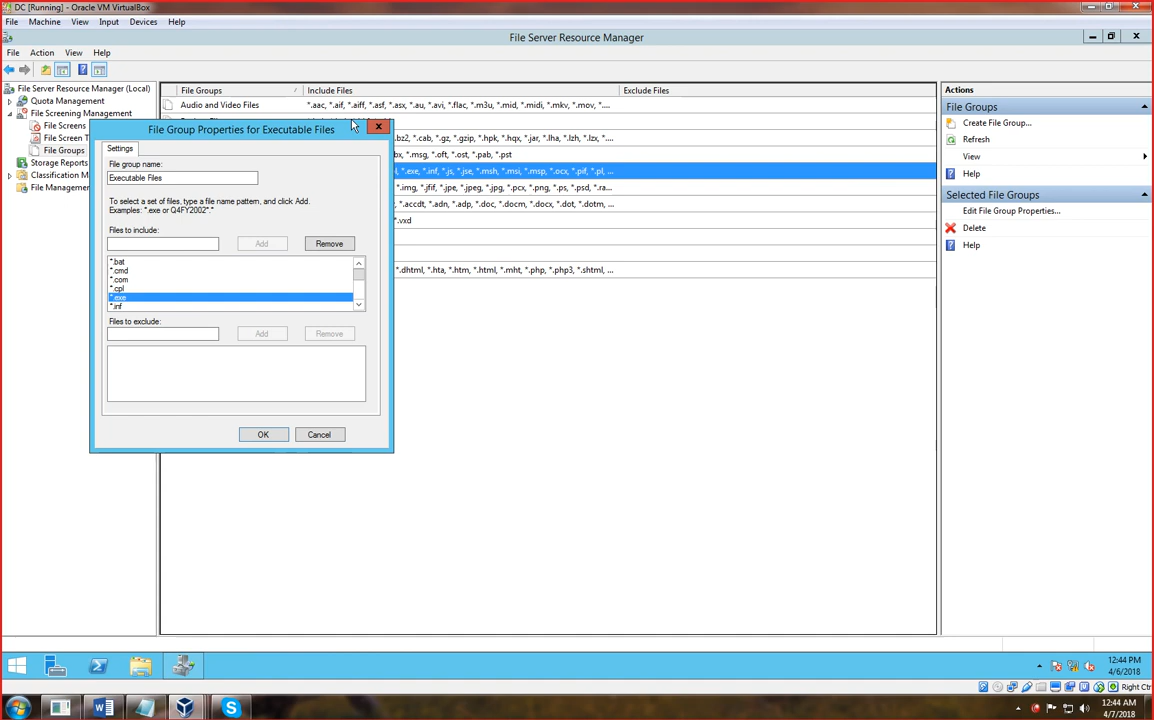 DC [Running] - Oracle VM VirtualBox
File Machine View Input Devices Help
File Server Resource Manager
File Action View Help
File Server Resource Manager (Local)
Quota Management
File Screening Management
File Screens
File Screen T
File Groups
Storage Reports
Classification M
File Managemer
File Groups Include Files Exclude Files
Audio and Video Files *.aac, *.aif, *.aiff, *.asf, *.asx, *.au, *.avi, *.flac, *.m3u, *.mid, *.midi, *.mkv, *.mov, ...
.bz2, *.cab, *.gz, *.gzip, *.hpk, *.hqx, *.jar, *.lha, *.lzh, *.lzx, ...
bx, *.msg, *.oft, *.ost, *.pab, *.pst
l, *.exe, *.inf, *.js, *.jse, *.msh, *.msi, *.msp, *.ocx, *.pif, *.pl, ...
*.img, *.jfif, *.jpe, *.jpeg, *.jpg, *.pcx, *.png, *.ps, *.psd, *.ra...
*.accdt, *.adn, *.adp, *.doc, *.docm, *.docx, *.dot, *.dotm, ...
*.vxd
*.dhtml, *.hta, *.htm, *.html, *.mht, *.php, *.php3, *.shtml, ...
File Group Properties for Executable Files
Settings
File group name:
Executable Files
To select a set of files, type a file name pattern, and click Add.
Examples: *.exe or Q4FY2002*.*
Files to include:
Add Remove
*.bat
*.cmd
*.com
*.cpl
*.exe
*.inf
Files to exclude:
Add Remove
OK Cancel
Actions
File Groups
Create File Group...
Refresh
View
Help
Selected File Groups
Edit File Group Properties...
Delete
Help
12:44 PM
4/6/2018
Right Ctr
12:44 AM
4/7/2018